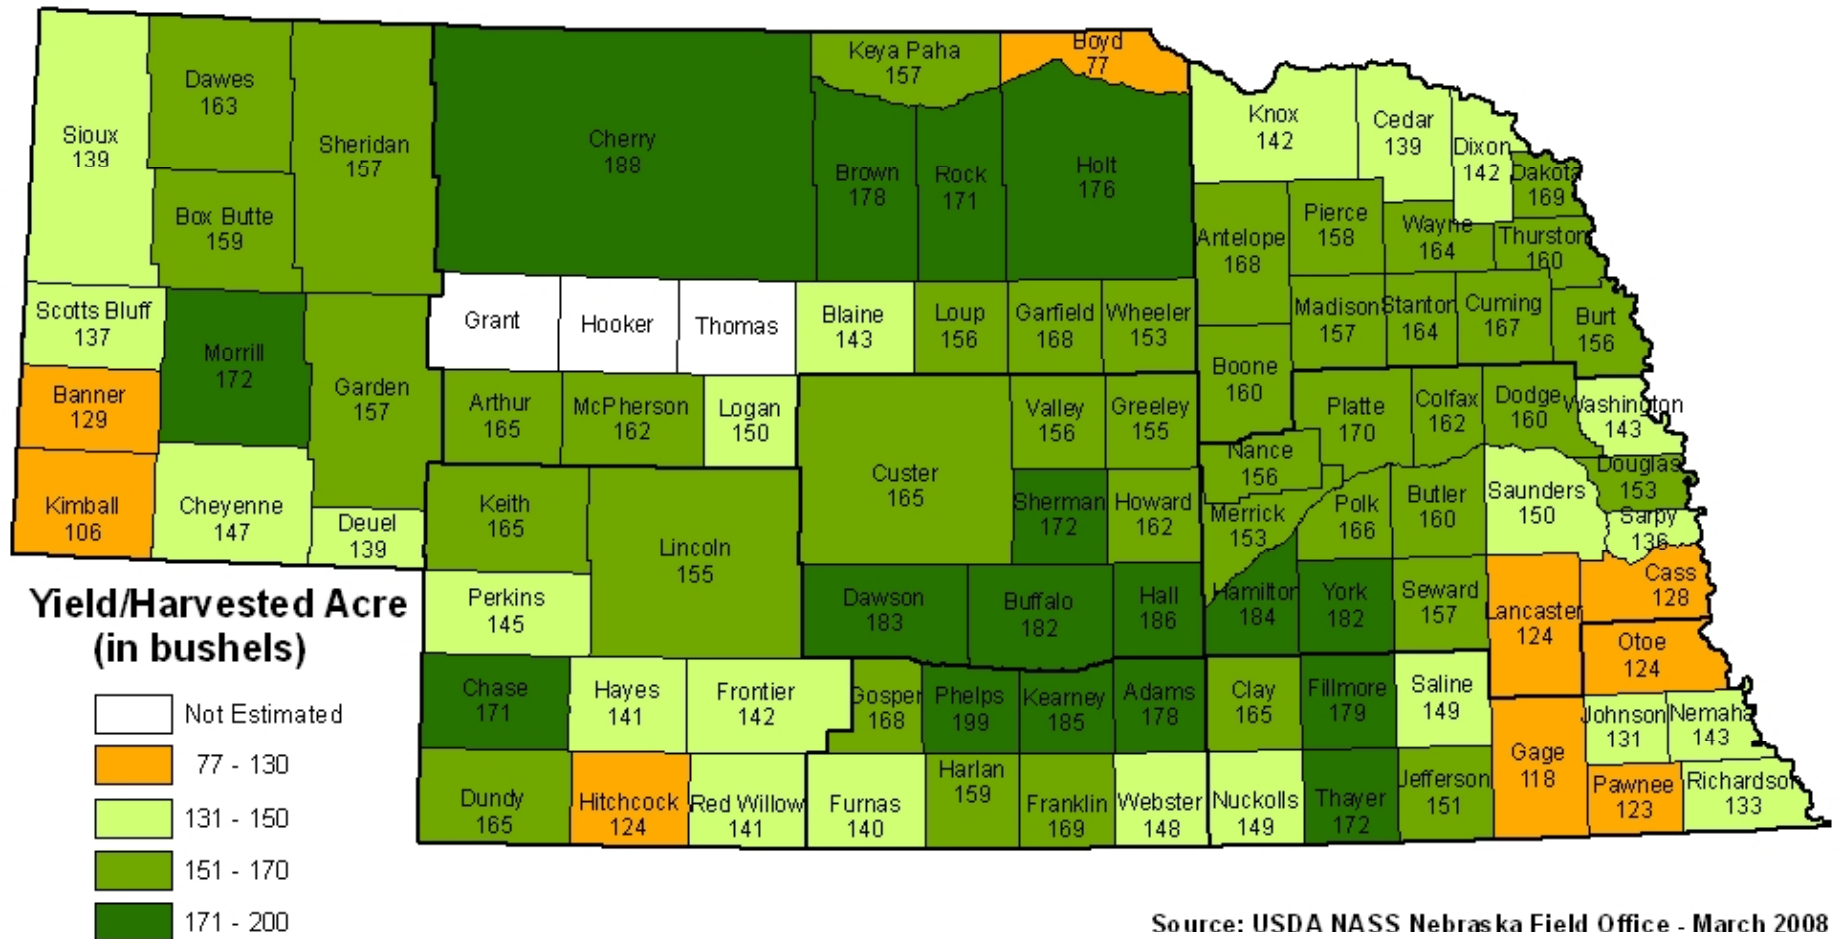 Sioux
139
Dawes
163
Sheridan
157
Box Butte
159
Cherry
188
Keya Paha
157
Boyd
77
Brown
178
Rock
171
Holt
176
Knox
142
Cedar
139
Dixon
142
Dakota
169
Antelope
168
Pierce
158
Wayne
164
Thurston
160
Scotts Bluff
137
Morrill
172
Garden
157
Grant
Hooker
Thomas
Blaine
143
Loup
156
Garfield
168
Wheeler
153
Madison
157
Stanton
164
Cuming
167
Burt
156
Banner
129
Arthur
165
McPherson
162
Logan
150
Custer
165
Valley
156
Greeley
155
Boone
160
Platte
170
Colfax
162
Dodge
160
Washington
143
Nance
156
Kimball
106
Cheyenne
147
Deuel
139
Keith
165
Lincoln
155
Sherman
172
Howard
162
Merrick
153
Polk
166
Butler
160
Saunders
150
Douglas
153
Sarpy
136
Perkins
145
Dawson
183
Buffalo
182
Hall
186
Hamilton
184
York
182
Seward
157
Lancaster
124
Cass
128
Otoe
124
Chase
171
Hayes
141
Frontier
142
Gosper
168
Phelps
199
Kearney
185
Adams
178
Clay
165
Fillmore
179
Saline
149
Johnson
131
Nemaha
143
Dundy
165
Hitchcock
124
Red Willow
141
Furnas
140
Harlan
159
Franklin
169
Webster
148
Nuckolls
149
Thayer
172
Jefferson
151
Gage
118
Pawnee
123
Richardson
133
Yield/Harvested Acre
(in bushels)
Not Estimated
77 - 130
131 - 150
151 - 170
171 - 200
Source: USDA NASS Nebraska Field Office - March 2008